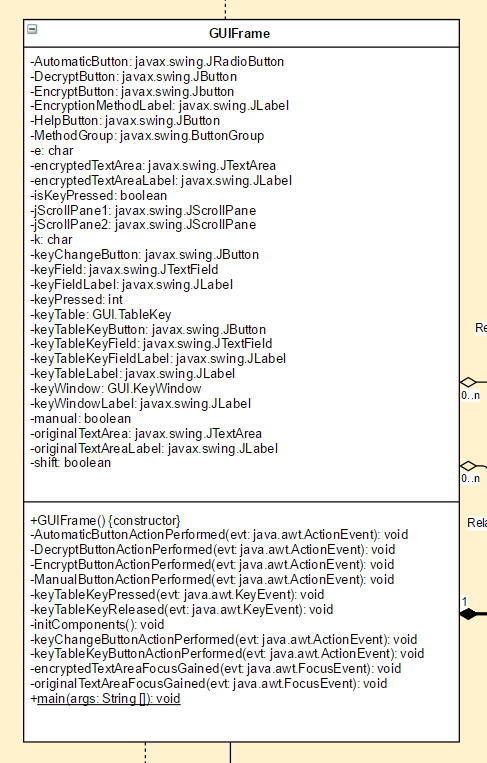 GUIFrame
-AutomaticButton: javax.swing.JRadioButton
-DecryptButton: javax.swing.JButton
-EncryptButton: javax.swing.Jbutton
-EncryptionMethodLabel: javax.swing.JLabel
-HelpButton: javax.swing.JButton
-MethodGroup: javax.swing.ButtonGroup
-e: char
-encryptedTextArea: javax.swing.JTextArea
-encryptedTextAreaLabel: javax.swing.JLabel
-isKeyPressed: boolean
-jScrollPane1: javax.swing.JScrollPane
-jScrollPane2: javax.swing.JScrollPane
-k: char
-keyChangeButton: javax.swing.JButton
-keyField: javax.swing.JTextField
-keyFieldLabel: javax.swing.JLabel
-keyPressed: int
-keyTable: GUI.TableKey
-keyTableKeyButton: javax.swing.JButton
-keyTableKeyField: javax.swing.JTextField
-keyTableKeyFieldLabel: javax.swing.JLabel
-keyTableLabel: javax.swing.JLabel
-keyWindow: GUI.KeyWindow
-keyWindowLabel: javax.swing.JLabel
-manual: boolean
-originalTextArea: javax.swing.JTextArea
-originalTextAreaLabel: javax.swing.JLabel
-shift: boolean
+GUIFrame() {constructor}
-AutomaticButtonActionPerformed(evt: java.awt.ActionEvent): void
-DecryptButtonActionPerformed(evt: java.awt.ActionEvent): void
-EncryptButtonActionPerformed(evt: java.awt.ActionEvent): void
-ManualButtonActionPerformed(evt: java.awt.ActionEvent): void
-keyTableKeyPressed(evt: java.awt.KeyEvent): void
-keyTableKeyReleased(evt: java.awt.KeyEvent): void
-initComponents(): void
-keyChangeButtonActionPerformed(evt: java.awt.ActionEvent): void
-keyTableKeyButtonActionPerformed(evt: java.awt.ActionEvent): void
-encryptedTextAreaFocusGained(evt: java.awt.FocusEvent): void
-originalTextAreaFocusGained(evt: java.awt.FocusEvent): void
+main(args: String []): void
Re
0..n
0..n
Rela
1